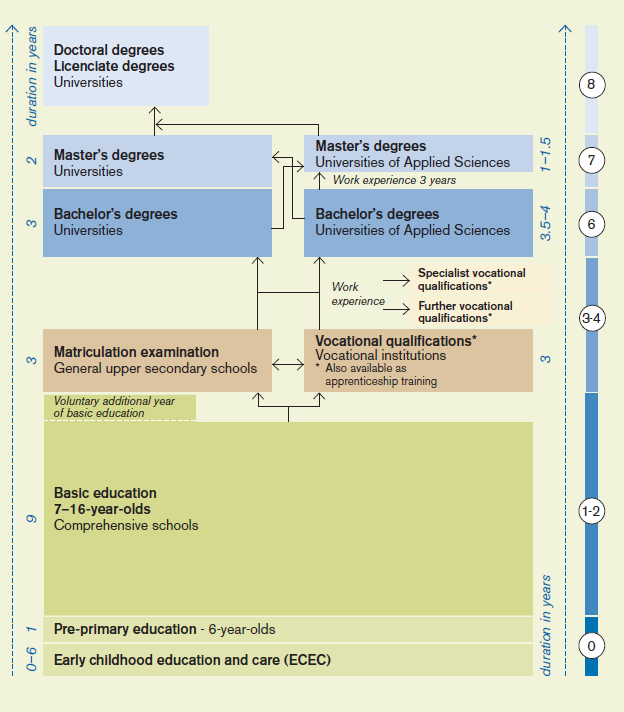 duration in years
Doctoral degrees
Licenciate degrees
Universities
8
2
Master's degrees
Universities
Master's degrees
Universities of Applied Sciences
1–1.5
7
Work experience 3 years
3
Bachelor's degrees
Universities
Bachelor's degrees
Universities of Applied Sciences
3.5–4
6
Work
experience
Specialist vocational
qualifications*
Further vocational
qualifications*
3-4
3
Matriculation examination
General upper secondary schools
Vocational qualifications*
Vocational institutions
* Also available as
apprenticeship training
3
Voluntary additional year
of basic education
9
Basic education
7–16-year-olds
Comprehensive schools
1-2
1
Pre-primary education - 6-year-olds
0–6
Early childhood education and care (ECEC)
duration in years
0